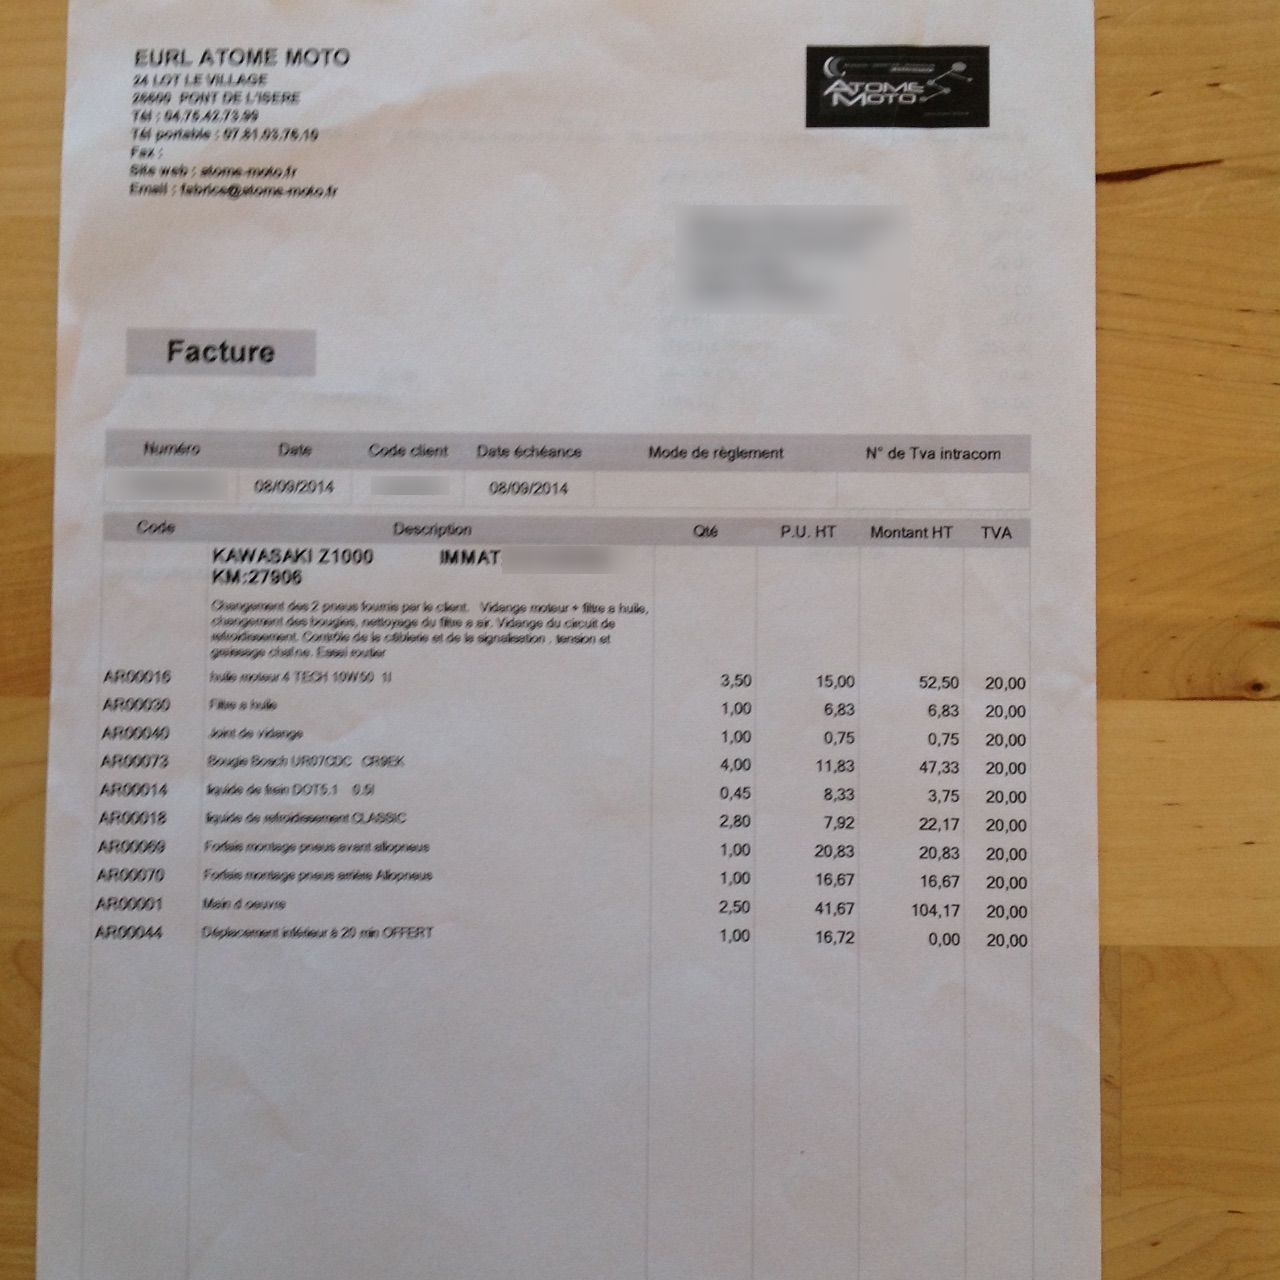 EURL ATOME MOTO
24 LOT LE VILLAGE
26600 PONT DE L'ISERE
Tél : 04.75.42.73.99
Tél portable : 07.81.03.76.10
Fax :
Site web : atome-moto.fr
Email : fabrice@atome-moto.fr
ATOME
MOTO
Facture
Numéro Date Code client Date échéance Mode de règlement N° de Tva intracom
08/09/2014 08/09/2014
Code Description Qté P.U. HT Montant HT TVA
KAWASAKI Z1000 IMMAT
KM:27906
Changement des 2 pneus fournis par le client. Vidange moteur + filtre a huile,
changement des bougies, nettoyage du filtre a air. Vidange du circuit de
refroidissement. Contrôle de la câblerie et de la signalisation , tension et
graissage chaîne. Essai routier
AR00016 huile moteur 4 TECH 10W50 1l 3,50 15,00 52,50 20,00
AR00030 Filtre a huile 1,00 6,83 6,83 20,00
AR00040 Joint de vidange 1,00 0,75 0,75 20,00
AR00073 Bougie Bosch UR07CDC CR9EK 4,00 11,83 47,33 20,00
AR00014 liquide de frein DOT5.1 0.5l 0,45 8,33 3,75 20,00
AR00018 liquide de refroidissement CLASSIC 2,80 7,92 22,17 20,00
AR00069 Forfais montage pneus avant allopneus 1,00 20,83 20,83 20,00
AR00070 Forfais montage pneus arrière Allopneus 1,00 16,67 16,67 20,00
AR00001 Main d oeuvre 2,50 41,67 104,17 20,00
AR00044 Déplacement inférieur à 20 min OFFERT 1,00 16,72 0,00 20,00